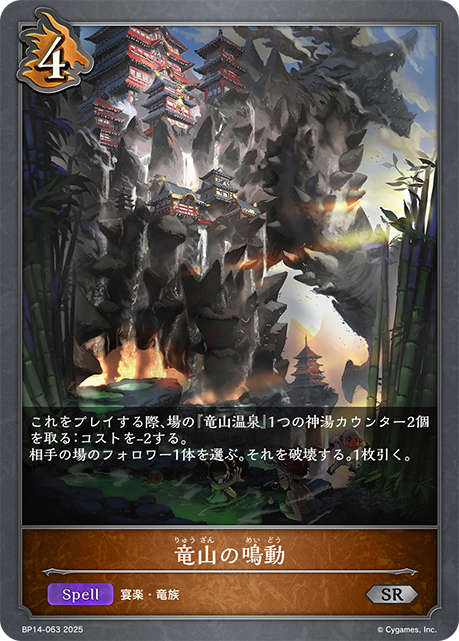 4
これをプレイする際、場の『竜山温泉』1つの神湯カウンター2個
を取る：コストを-2する。
相手の場のフォロワー1体を選ぶ。それを破壊する。1枚引く。
りゅう ざん めい どう
竜山の鳴動
Spell 宴楽・竜族 SR
BP14-063 2025 © Cygames, Inc.